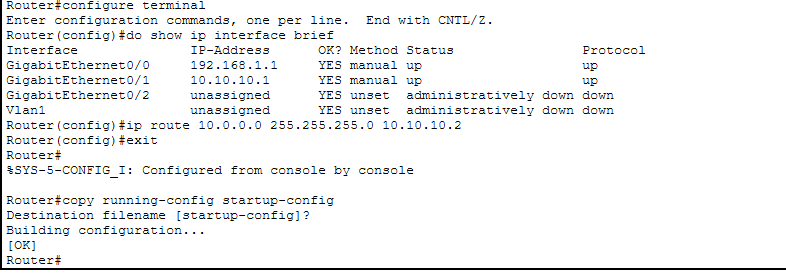 Router#configure terminal
Enter configuration commands, one per line.  End with CNTL/Z.
Router(config)#do show ip interface brief
Interface              IP-Address      OK? Method Status                Protocol
GigabitEthernet0/0     192.168.1.1     YES manual up                    up
GigabitEthernet0/1     10.10.10.1      YES manual up                    up
GigabitEthernet0/2     unassigned      YES unset  administratively down down
Vlan1                  unassigned      YES unset  administratively down down
Router(config)#ip route 10.0.0.0 255.255.255.0 10.10.10.2
Router(config)#exit
Router#
%SYS-5-CONFIG_I: Configured from console by console
Router#copy running-config startup-config
Destination filename [startup-config]?
Building configuration...
[OK]
Router#